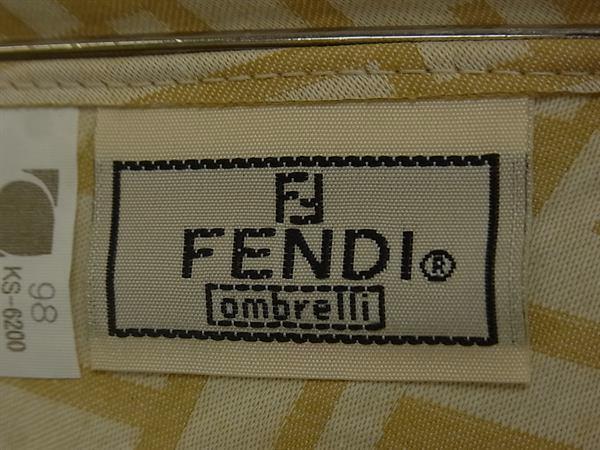 FF
FENDI®
ombrelli
98
KS-6200